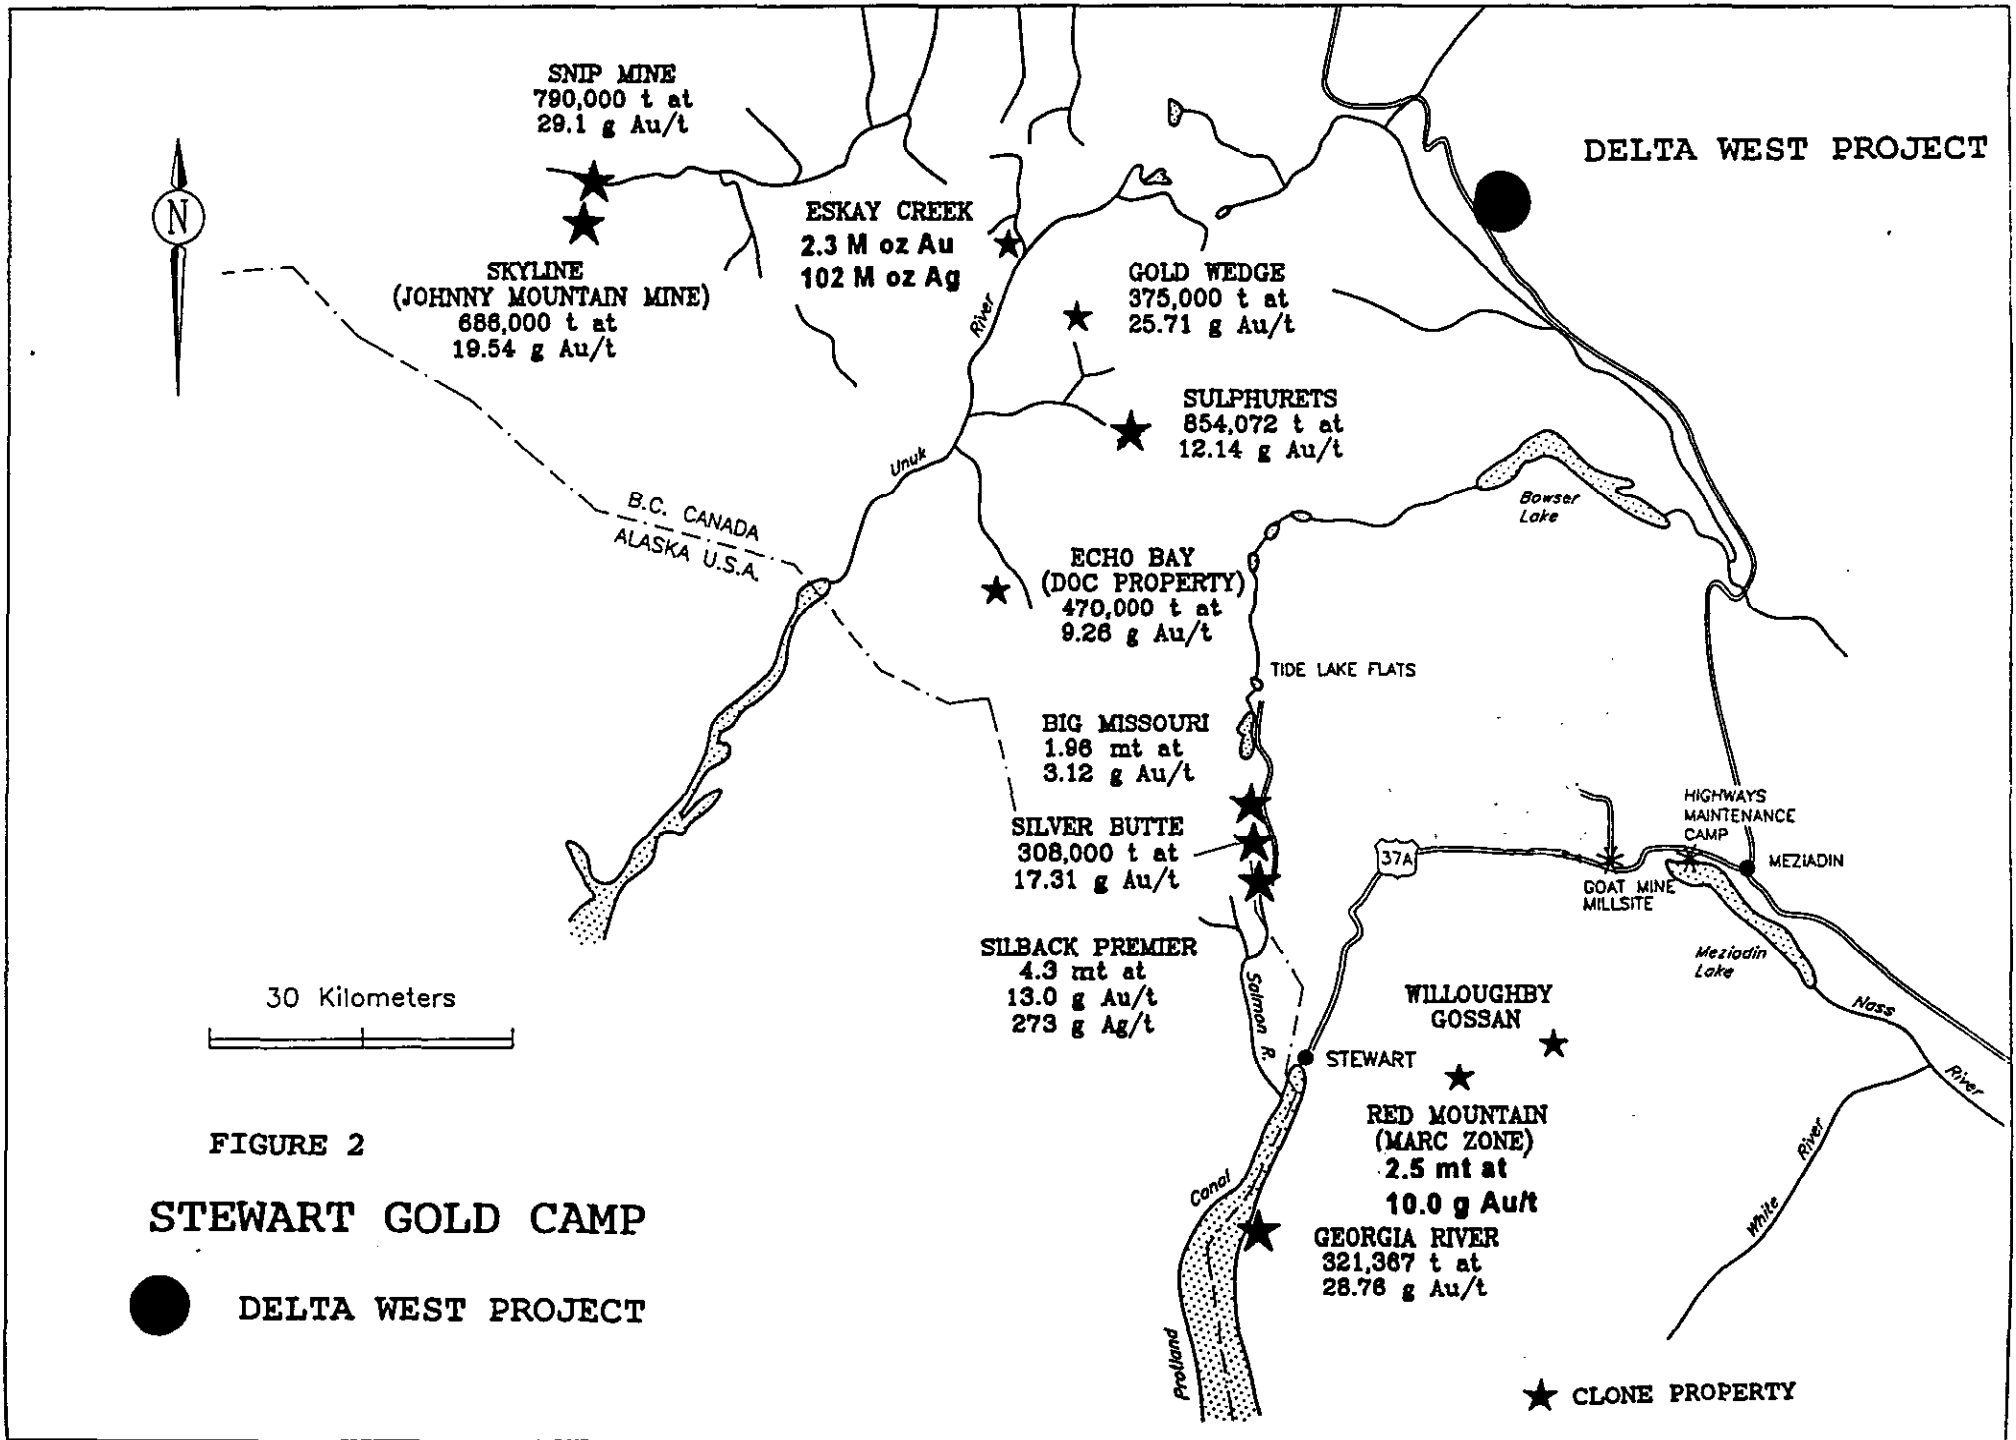 SNIP MINE
790,000 t at
29.1 g Au/t
DELTA WEST PROJECT
N
ESKAY CREEK
2.3 M oz Au
102 M oz Ag
SKYLINE
(JOHNNY MOUNTAIN MINE)
686,000 t at
19.54 g Au/t
GOLD WEDGE
375,000 t at
25.71 g Au/t
River
Unuk
SULPHURETS
854,072 t at
12.14 g Au/t
Bowser
Lake
B.C. CANADA
ALASKA U.S.A.
ECHO BAY
(DOC PROPERTY)
470,000 t at
9.26 g Au/t
TIDE LAKE FLATS
BIG MISSOURI
1.96 mt at
3.12 g Au/t
SILVER BUTTE
308,000 t at
17.31 g Au/t
37A
HIGHWAYS
MAINTENANCE
CAMP
MEZIADIN
GOAT MINE
MILLSITE
SILBACK PREMIER
4.3 mt at
13.0 g Au/t
273 g Ag/t
Salmon R.
Meziadin
Lake
Nass
River
WILLOUGHBY
GOSSAN
STEWART
30 Kilometers
RED MOUNTAIN
(MARC ZONE)
2.5 mt at
10.0 g Au/t
White
River
Canal
Protland
GEORGIA RIVER
321,367 t at
28.76 g Au/t
FIGURE 2
STEWART GOLD CAMP
DELTA WEST PROJECT
CLONE PROPERTY